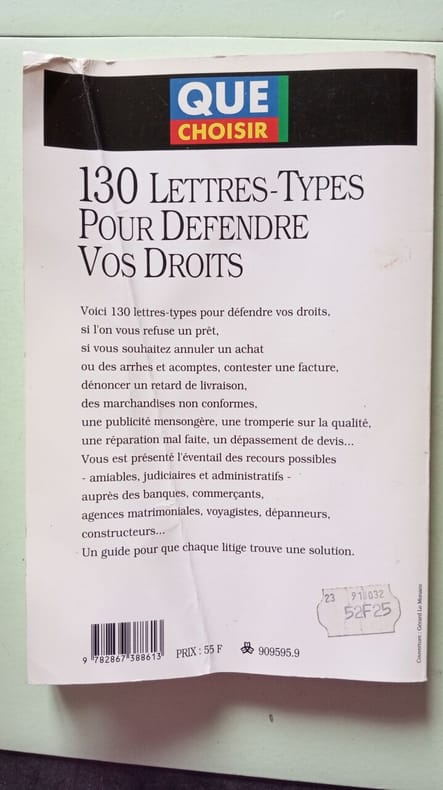 QUE
CHOISIR
130 LETTRES-TYPES
POUR DEFENDRE
VOS DROITS
Voici 130 lettres-types pour défendre vos droits,
si l'on vous refuse un prêt,
si vous souhaitez annuler un achat
ou des arrhes et acomptes, contester une facture,
dénoncer un retard de livraison,
des marchandises non conformes,
une publicité mensongère, une tromperie sur la qualité,
une réparation mal faite, un dépassement de devis...
Vous est présenté l'éventail des recours possibles
- amiables, judiciaires et administratifs -
auprès des banques, commerçants,
agences matrimoniales, voyagistes, dépanneurs,
constructeurs...
Un guide pour que chaque litige trouve une solution.
23 910032
52F25
9 782867 388613
PRIX : 55 F
909595.9